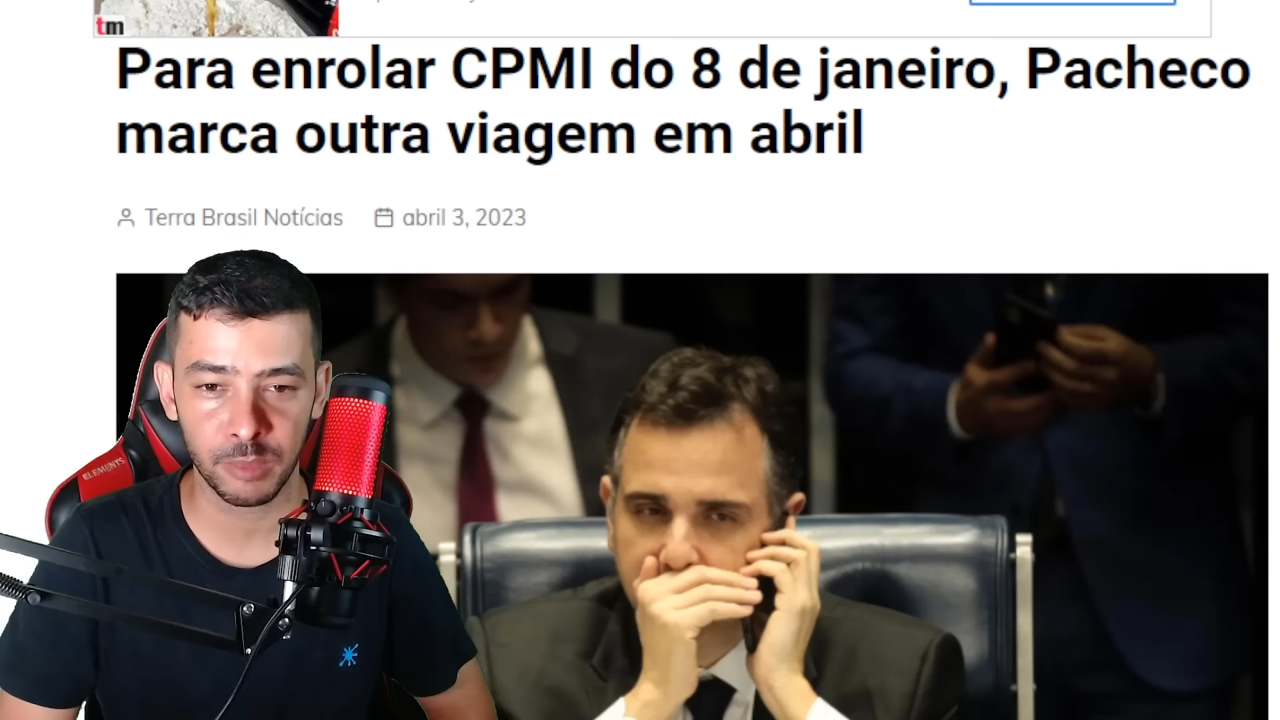 tm
Para enrolar CPMI do 8 de janeiro, Pacheco
marca outra viagem em abril
Terra Brasil Notícias abril 3, 2023
ELEMENTS